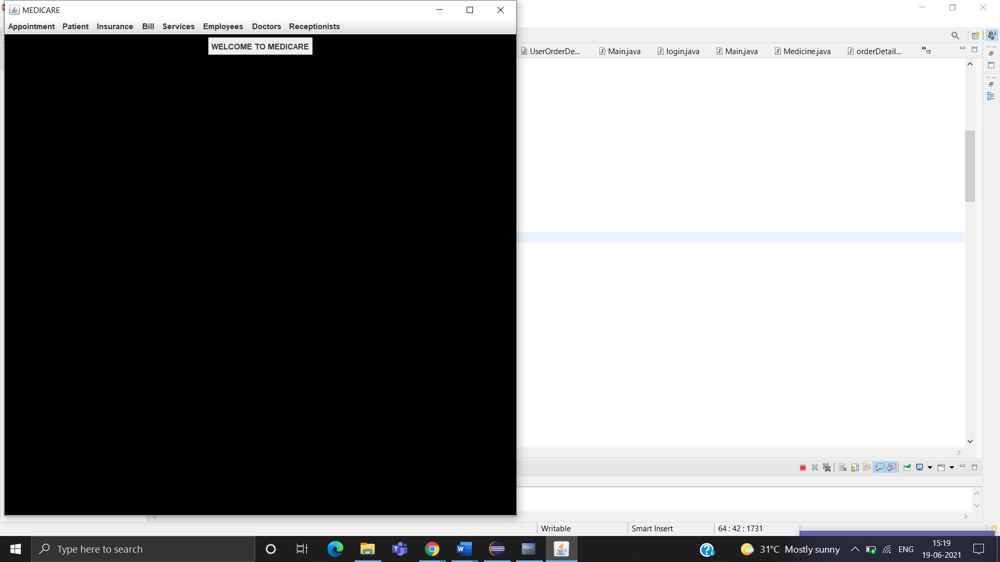 MEDICARE
Appointment Patient Insurance Bill Services Employees Doctors Receptionists
WELCOME TO MEDICARE
UserOrderDe... Main.java login.java Main.java Medicine.java orderDetail... »10
Writable Smart Insert 64 : 42 : 1731
Type here to search
SQL>
31°C Mostly sunny
ENG
15:19
19-06-2021